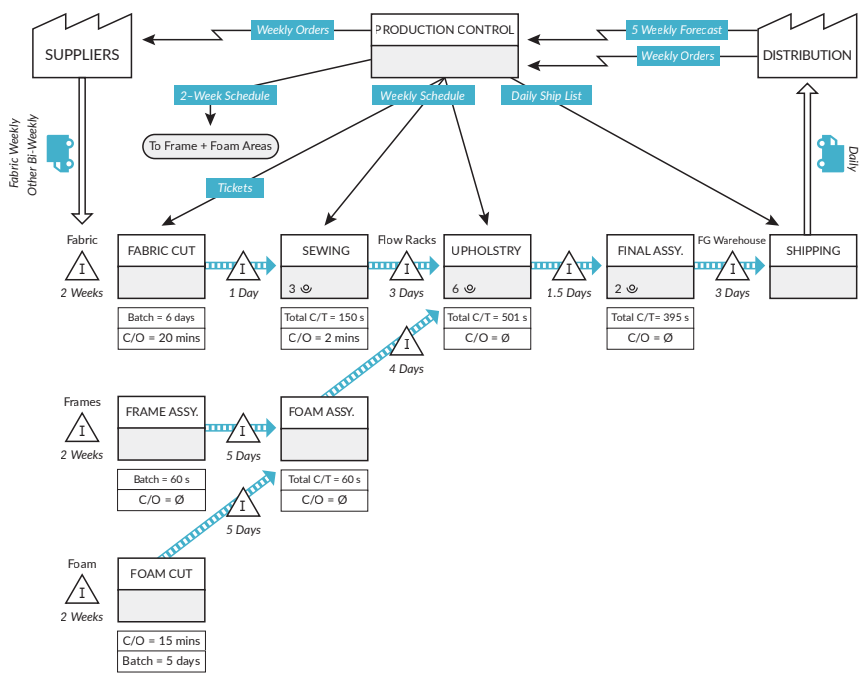 SUPPLIERS
Weekly Orders
PRODUCTION CONTROL
5 Weekly Forecast
Weekly Orders
DISTRIBUTION
2–Week Schedule
Weekly Schedule
Daily Ship List
To Frame + Foam Areas
Fabric Weekly
Other Bi-Weekly
Daily
Tickets
Fabric
I
2 Weeks
FABRIC CUT
Batch = 6 days
C/O = 20 mins
I
1 Day
SEWING
3
Total C/T = 150 s
C/O = 2 mins
Flow Racks
I
3 Days
UPHOLSTRY
6
Total C/T = 501 s
C/O = Ø
I
1.5 Days
FINAL ASSY.
2
Total C/T= 395 s
C/O = Ø
FG Warehouse
I
3 Days
SHIPPING
I
4 Days
Frames
I
2 Weeks
FRAME ASSY.
Batch = 60 s
C/O = Ø
I
5 Days
FOAM ASSY.
Total C/T = 60 s
C/O = Ø
I
5 Days
Foam
I
2 Weeks
FOAM CUT
C/O = 15 mins
Batch = 5 days